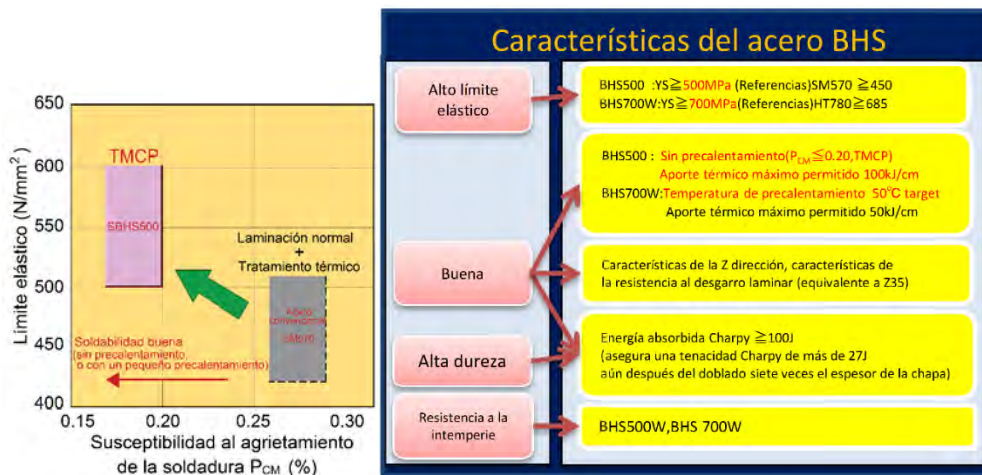 650
600
550
500
450
400
Límite elástico (N/mm²)
TMCP
SBHS500
Laminación normal
+
Tratamiento térmico
SM570
Soldabilidad buena
(sin precalentamiento,
o con un pequeño precalentamiento)
0.15
0.20
0.25
0.30
Susceptibilidad al agrietamiento
de la soldadura PCM (%)
Características del acero BHS
Alto límite
elástico
BHS500 :YS≧500MPa (Referencias)SM570 ≧450
BHS700W:YS≧700MPa(Referencias)HT780≧685
Buena
BHS500 : Sin precalentamiento(PCM≦0.20,TMCP)
Aporte térmico máximo permitido 100kJ/cm
BHS700W:Temperatura de precalentamiento 50℃ target
Aporte térmico máximo permitido 50kJ/cm
Características de la Z dirección, características de
la resistencia al desgarro laminar (equivalente a Z35)
Alta dureza
Energía absorbida Charpy ≧100J
(asegura una tenacidad Charpy de más de 27J
aún después del doblado siete veces el espesor de la chapa)
Resistencia a la
intemperie
BHS500W,BHS 700W